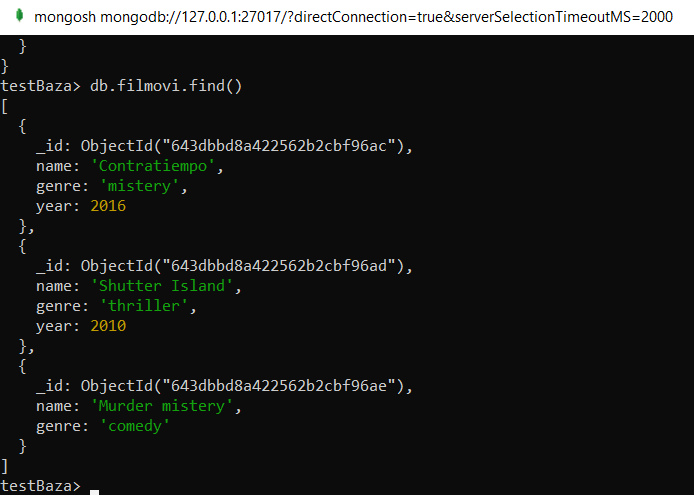 mongosh mongodb://127.0.0.1:27017/?directConnection=true&serverSelectionTimeoutMS=2000
  }
}
testBaza> db.filmovi.find()
[
  {
    _id: ObjectId("643dbbd8a422562b2cbf96ac"),
    name: 'Contratiempo',
    genre: 'mistery',
    year: 2016
  },
  {
    _id: ObjectId("643dbbd8a422562b2cbf96ad"),
    name: 'Shutter Island',
    genre: 'thriller',
    year: 2010
  },
  {
    _id: ObjectId("643dbbd8a422562b2cbf96ae"),
    name: 'Murder mistery',
    genre: 'comedy'
  }
]
testBaza>